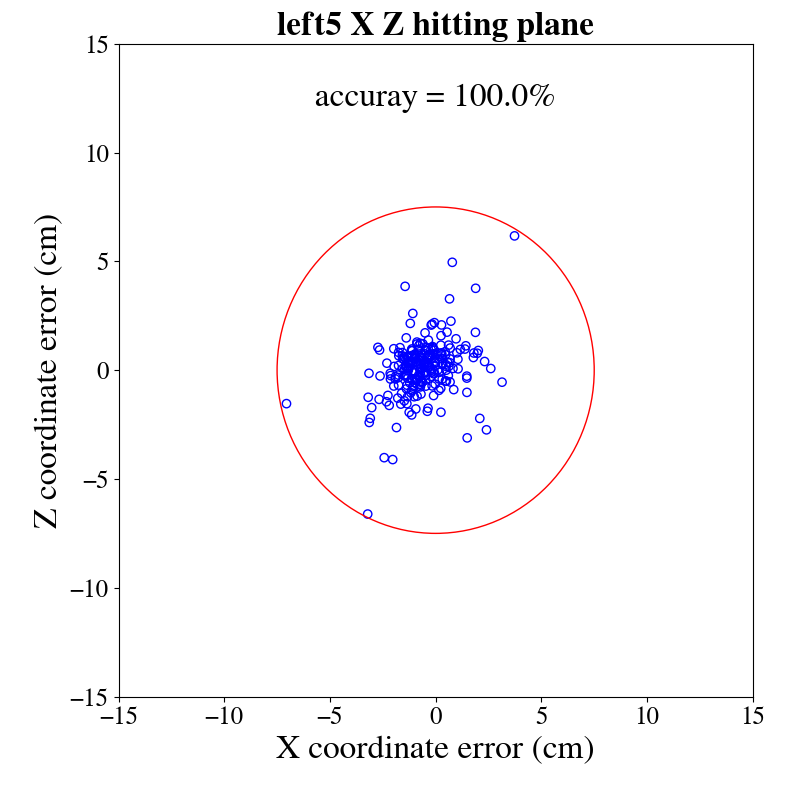 left5 X Z hitting plane
accuray = 100.0%
15
10
5
0
−5
−10
−15
Z coordinate error (cm)
−15 −10 −5 0 5 10 15
X coordinate error (cm)